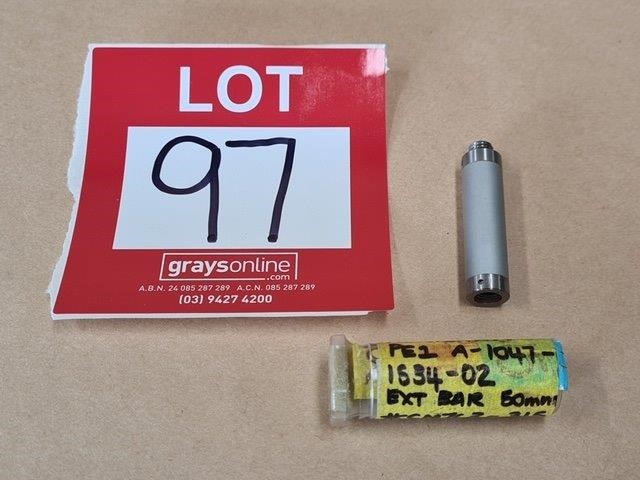 LOT
97
graysonline
.com
A.B.N. 24 085 287 289 A.C.N. 085 287 289
(03) 9427 4200
PE1 A-1047-
1634-02
EXT BAR 50mm